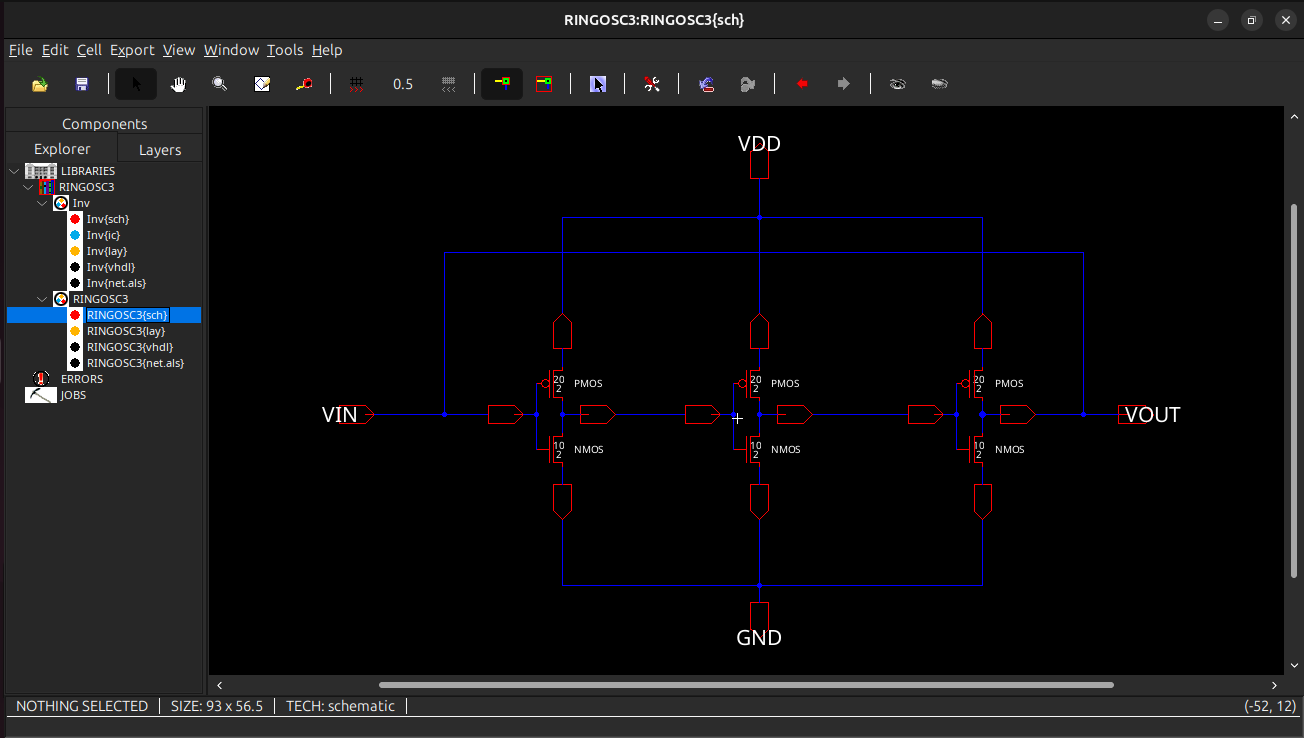 RINGOSC3:RINGOSC3{sch}
File Edit Cell Export View Window Tools Help
0.5
Components
Explorer Layers
LIBRARIES
RINGOSC3
Inv
Inv{sch}
Inv{ic}
Inv{lay}
Inv{vhdl}
Inv{net.als}
RINGOSC3
RINGOSC3{sch}
RINGOSC3{lay}
RINGOSC3{vhdl}
RINGOSC3{net.als}
ERRORS
JOBS
VDD
20 PMOS 20 PMOS 20 PMOS
2 2 2
VIN VOUT
10 NMOS 10 NMOS 10 NMOS
2 2 2
GND
NOTHING SELECTED SIZE: 93 x 56.5 TECH: schematic (-52, 12)